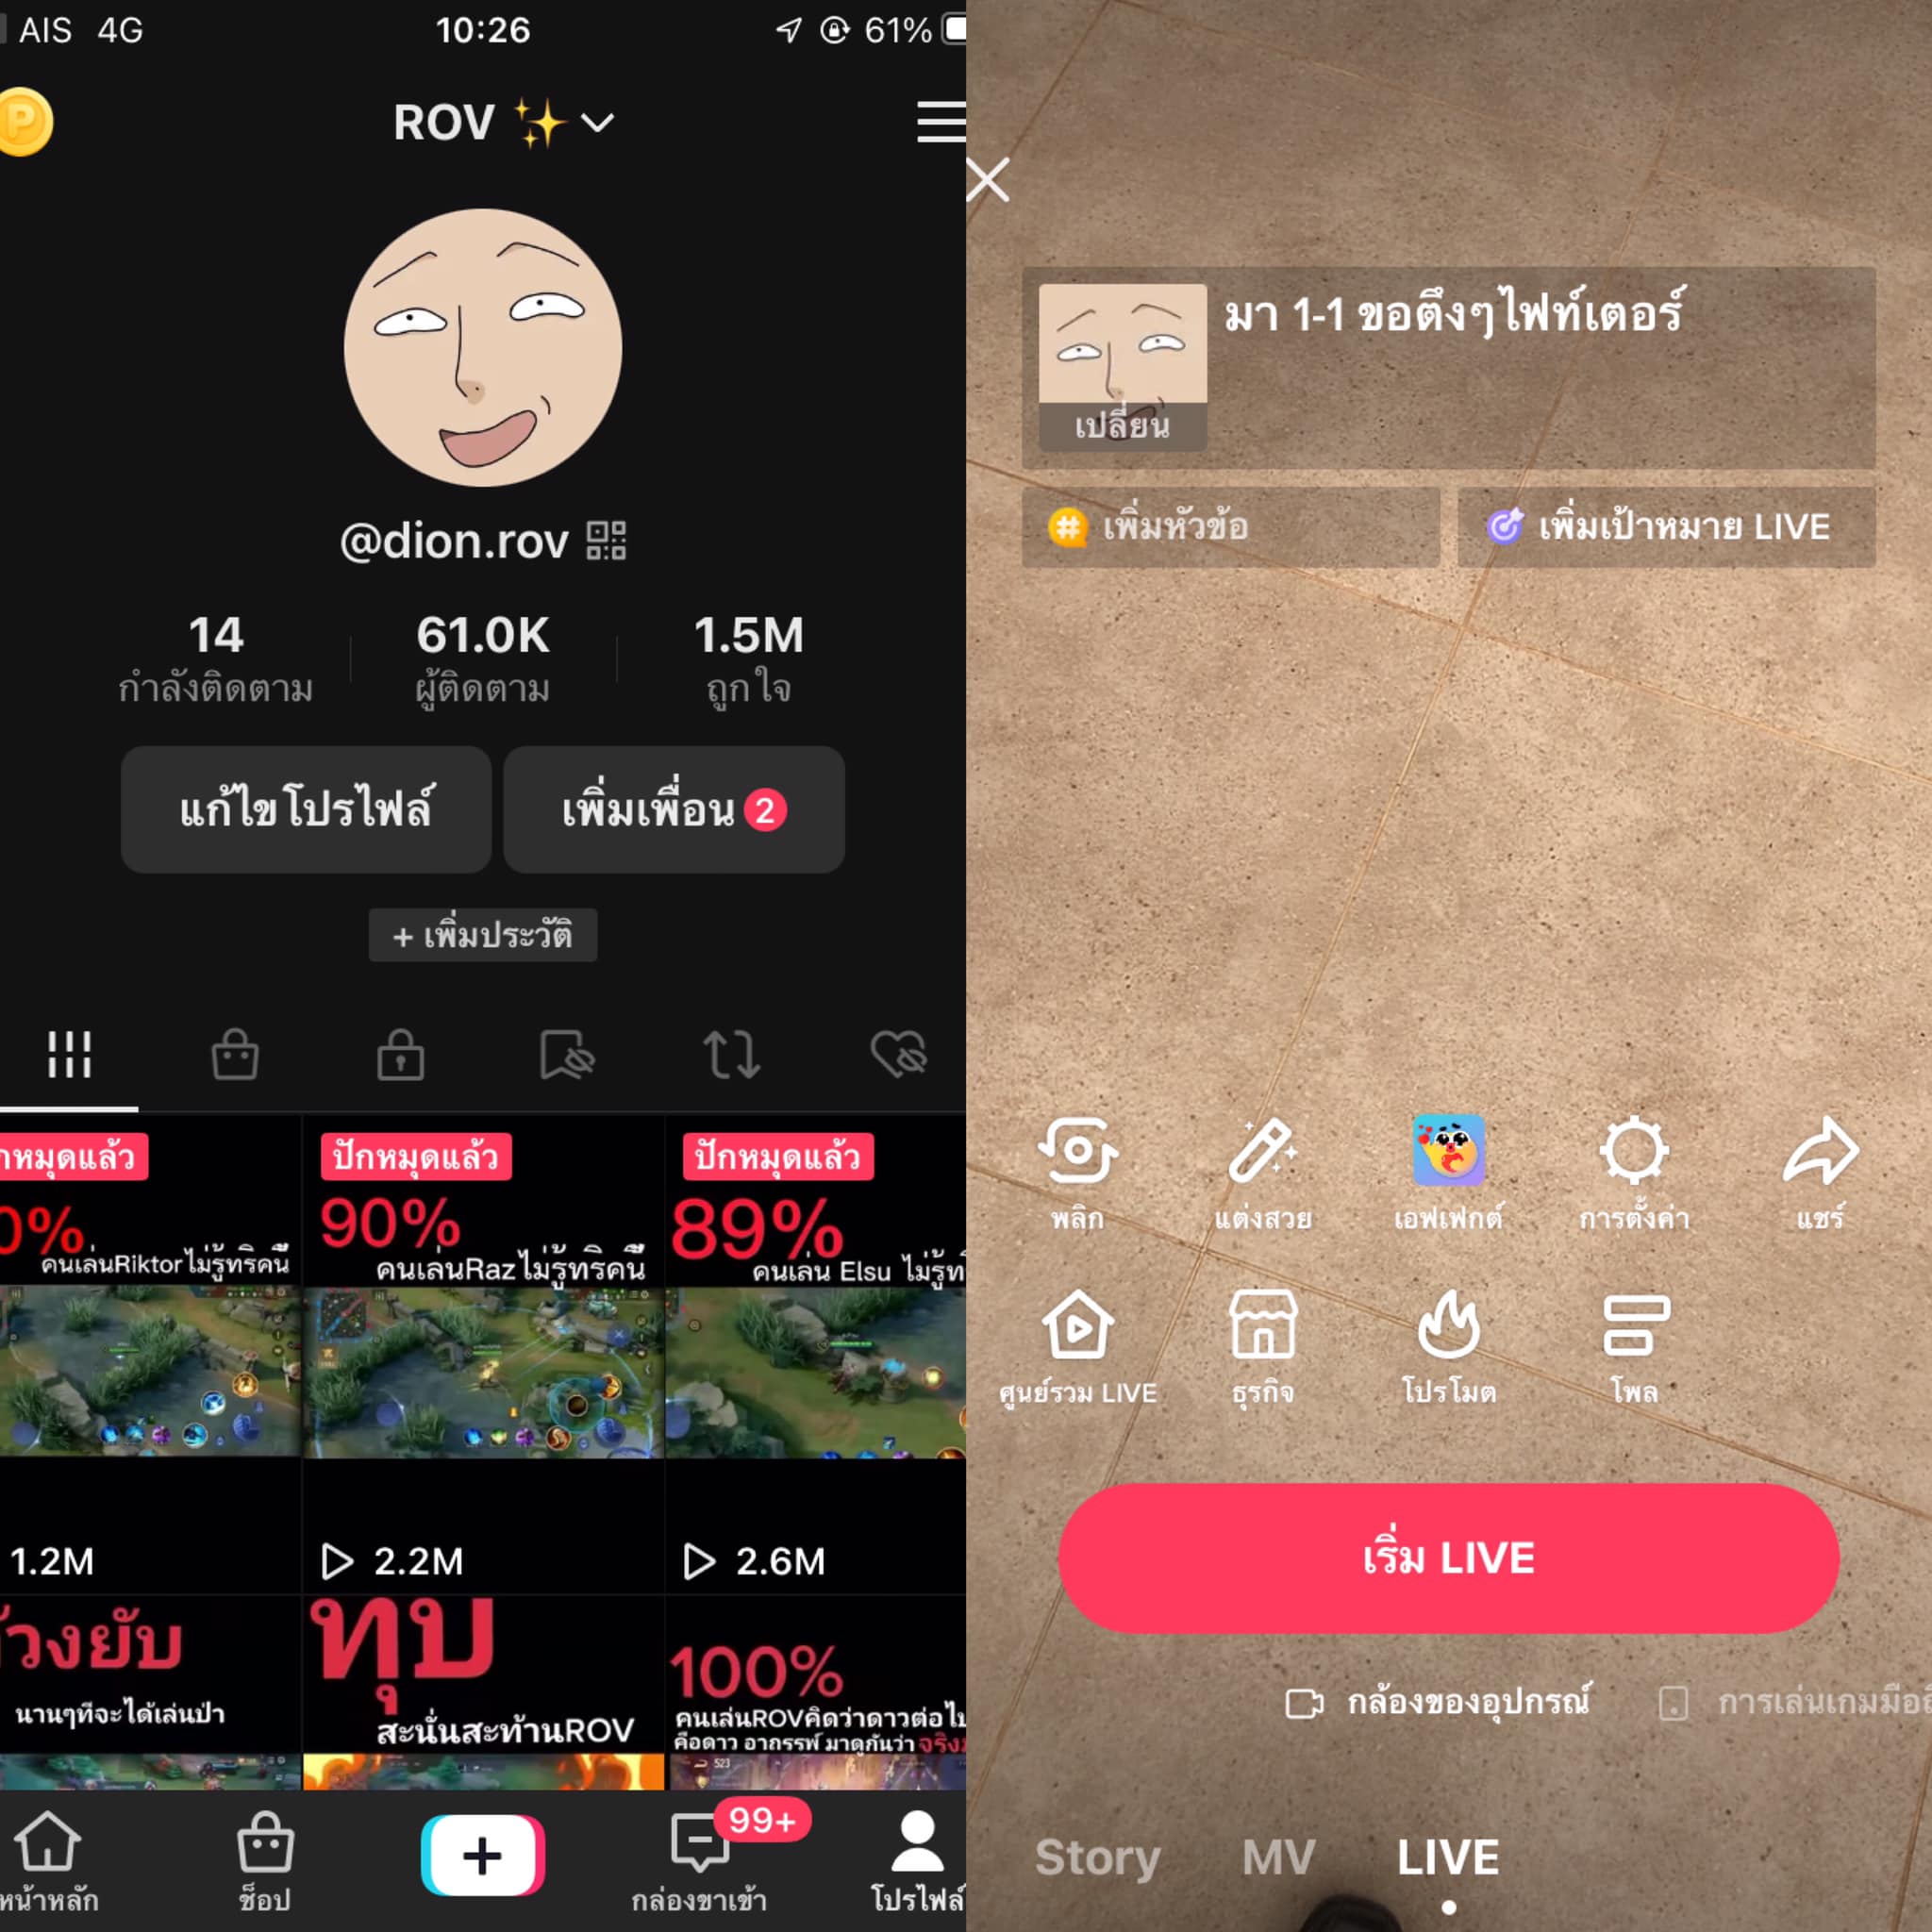 AIS 4G
10:26
61%
ROV ✨
@dion.rov
14
61.0K
1.5M
กำลังติดตาม
ผู้ติดตาม
ถูกใจ
แก้ไขโปรไฟล์
เพิ่มเพื่อน 2
+ เพิ่มประวัติ
กหมุดแล้ว
ปักหมุดแล้ว
ปักหมุดแล้ว
0%
90%
89%
คนเล่นRiktorไม่รู้ทริคนี้
คนเล่นRazไม่รู้ทริคนี้
คนเล่น Elsu ไม่รู้ท
1.2M
2.2M
2.6M
วงยับ
นานๆทีจะได้เล่นป่า
ทุบ
สะนั่นสะท้านROV
100%
คนเล่นROVคิดว่าดาวต่อไป
คือดาว อาถรรพ์ มาดูกันว่า จริง
523
หน้าหลัก
ช็อป
99+
กล่องขาเข้า
โปรไฟล์
มา 1-1 ขอตึงๆไฟท์เตอร์
เปลี่ยน
# เพิ่มหัวข้อ
เพิ่มเป้าหมาย LIVE
พลิก
แต่งสวย
เอฟเฟกต์
การตั้งค่า
แชร์
ศูนย์รวม LIVE
ธุรกิจ
โปรโมต
โพล
เริ่ม LIVE
กล้องของอุปกรณ์
การเล่นเกมมือถื
Story
MV
LIVE